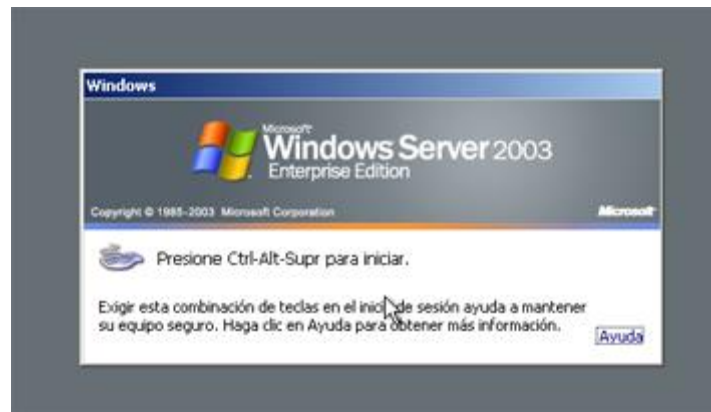 Windows
Microsoft
Windows Server 2003
Enterprise Edition
Copyright © 1985-2003 Microsoft Corporation Microsoft
Presione Ctrl-Alt-Supr para iniciar.
Exigir esta combinación de teclas en el inicio de sesión ayuda a mantener
su equipo seguro. Haga clic en Ayuda para obtener más información.
Ayuda